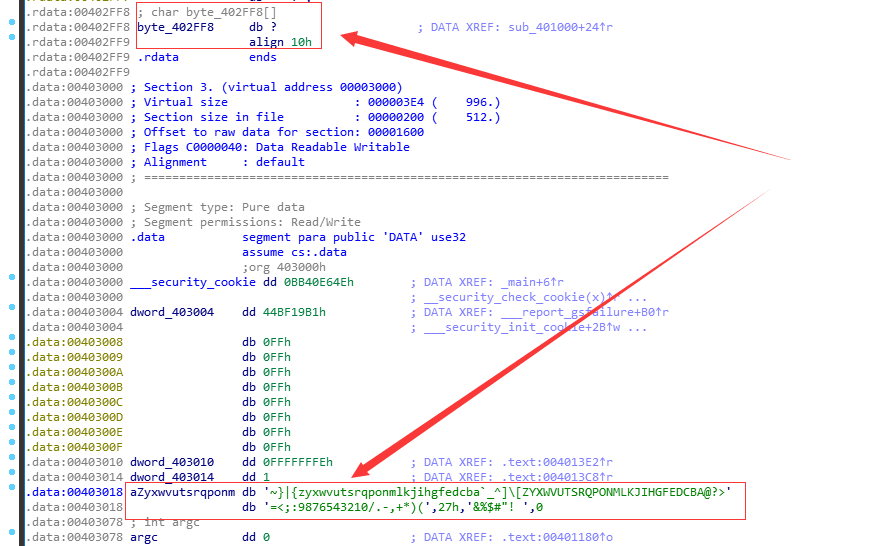 .rdata:00402FF8 ; char byte_402FF8[]
.rdata:00402FF8 byte_402FF8 db ? ; DATA XREF: sub_401000+24↑r
.rdata:00402FF9 align 10h
.rdata:00402FF9 .rdata ends
.rdata:00402FF9
.data:00403000 ; Section 3. (virtual address 00003000)
.data:00403000 ; Virtual size : 000003E4 ( 996.)
.data:00403000 ; Section size in file : 00000200 ( 512.)
.data:00403000 ; Offset to raw data for section: 00001600
.data:00403000 ; Flags C0000040: Data Readable Writable
.data:00403000 ; Alignment : default
.data:00403000 ; ===========================================================================
.data:00403000
.data:00403000 ; Segment type: Pure data
.data:00403000 ; Segment permissions: Read/Write
.data:00403000 .data segment para public 'DATA' use32
.data:00403000 assume cs:.data
.data:00403000 ;org 403000h
.data:00403000 ___security_cookie dd 0BB40E64Eh ; DATA XREF: _main+6↑r
.data:00403000 ; __security_check_cookie(x)↑r ...
.data:00403004 dword_403004 dd 44BF19B1h ; DATA XREF: ___report_gsfailure+B0↑r
.data:00403004 ; ___security_init_cookie+2B↑w ...
.data:00403008 db 0FFh
.data:00403009 db 0FFh
.data:0040300A db 0FFh
.data:0040300B db 0FFh
.data:0040300C db 0FFh
.data:0040300D db 0FFh
.data:0040300E db 0FFh
.data:0040300F db 0FFh
.data:00403010 dword_403010 dd 0FFFFFFFEh ; DATA XREF: .text:004013E2↑r
.data:00403014 dword_403014 dd 1 ; DATA XREF: .text:004013C8↑r
.data:00403018 aZyxwvutsrqponm db '~}|{zyxwvutsrqponmlkjihgfedcba`_^]\[ZYXWVUTSRQPONMLKJIHGFEDCBA@?>'
.data:00403018 db '=<;:9876543210/.-,+*)(',27h,'&%$#"! ',0
.data:00403078 ; int argc
.data:00403078 argc dd 0 ; DATA XREF: .text:00401180↑o